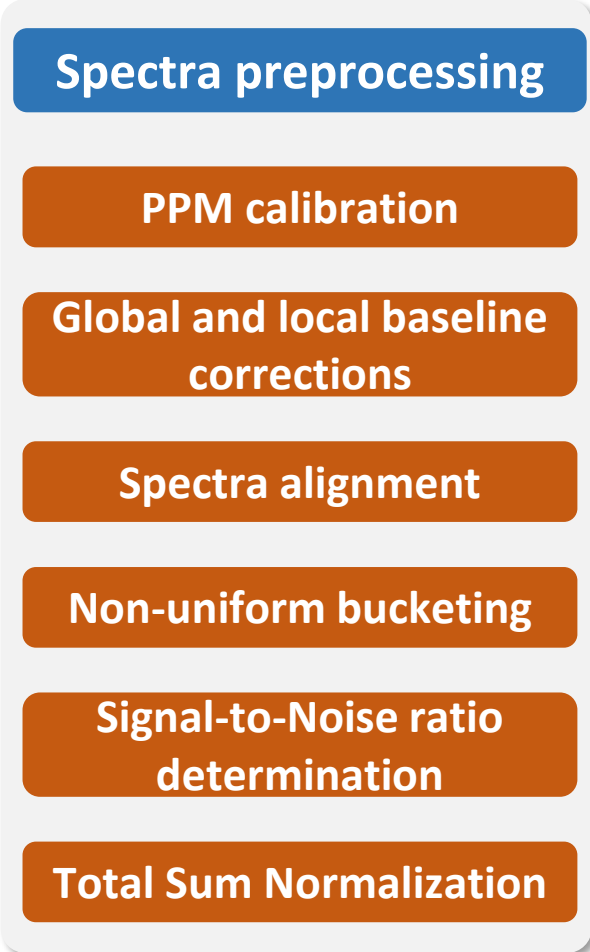 Spectra preprocessing
PPM calibration
Global and local baseline
corrections
Spectra alignment
Non-uniform bucketing
Signal-to-Noise ratio
determination
Total Sum Normalization